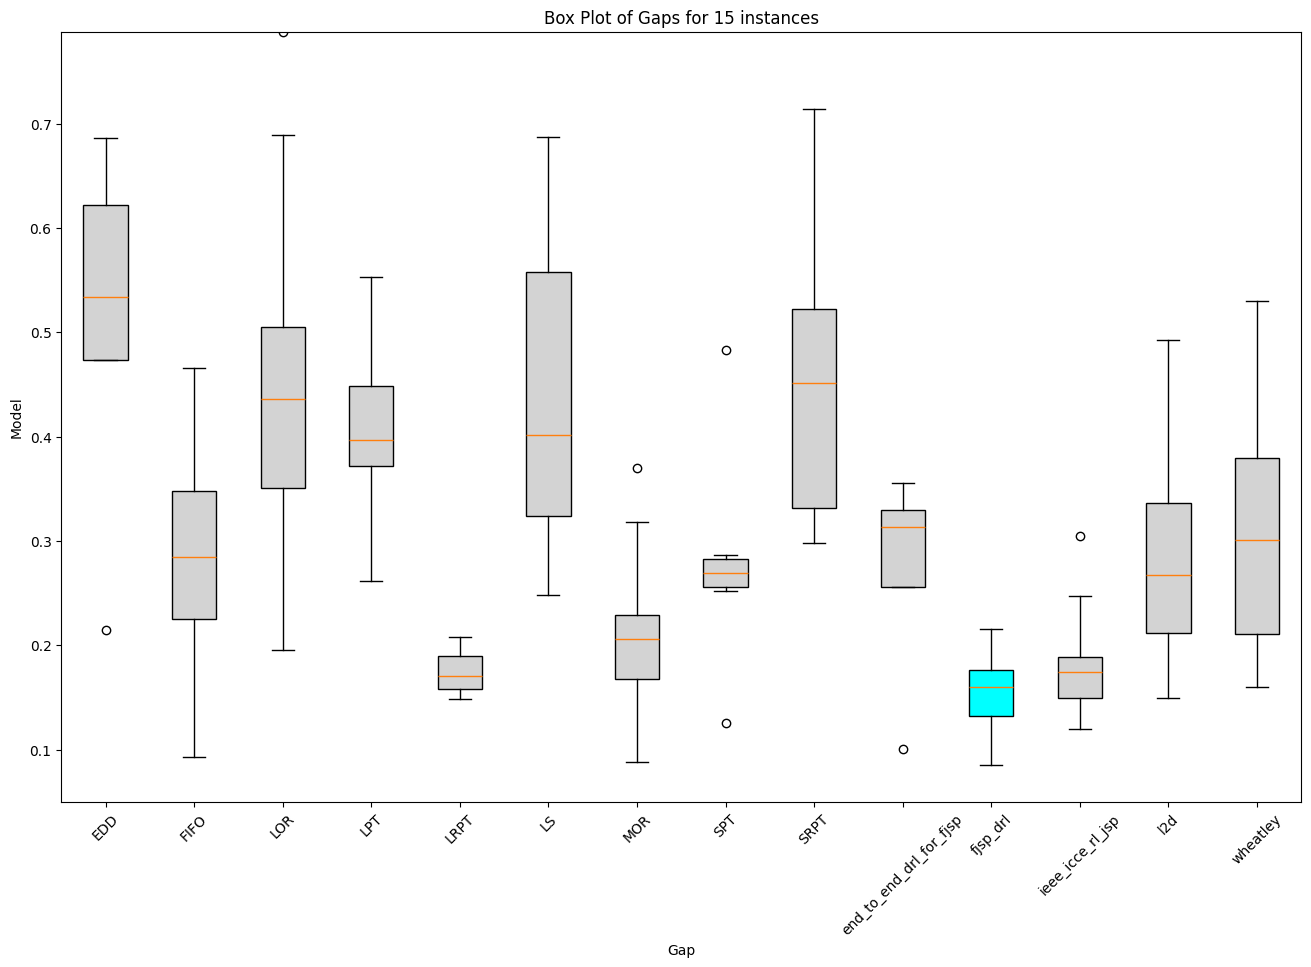 Box Plot of Gaps for 15 instances
Model
0.7
0.6
0.5
0.4
0.3
0.2
0.1
EDD
FIFO
LOR
LPT
LRPT
LS
MOR
SPT
SRPT
end_to_end_drl_for_fjsp
fjsp_drl
ieee_icce_rl_jsp
l2d
wheatley
Gap